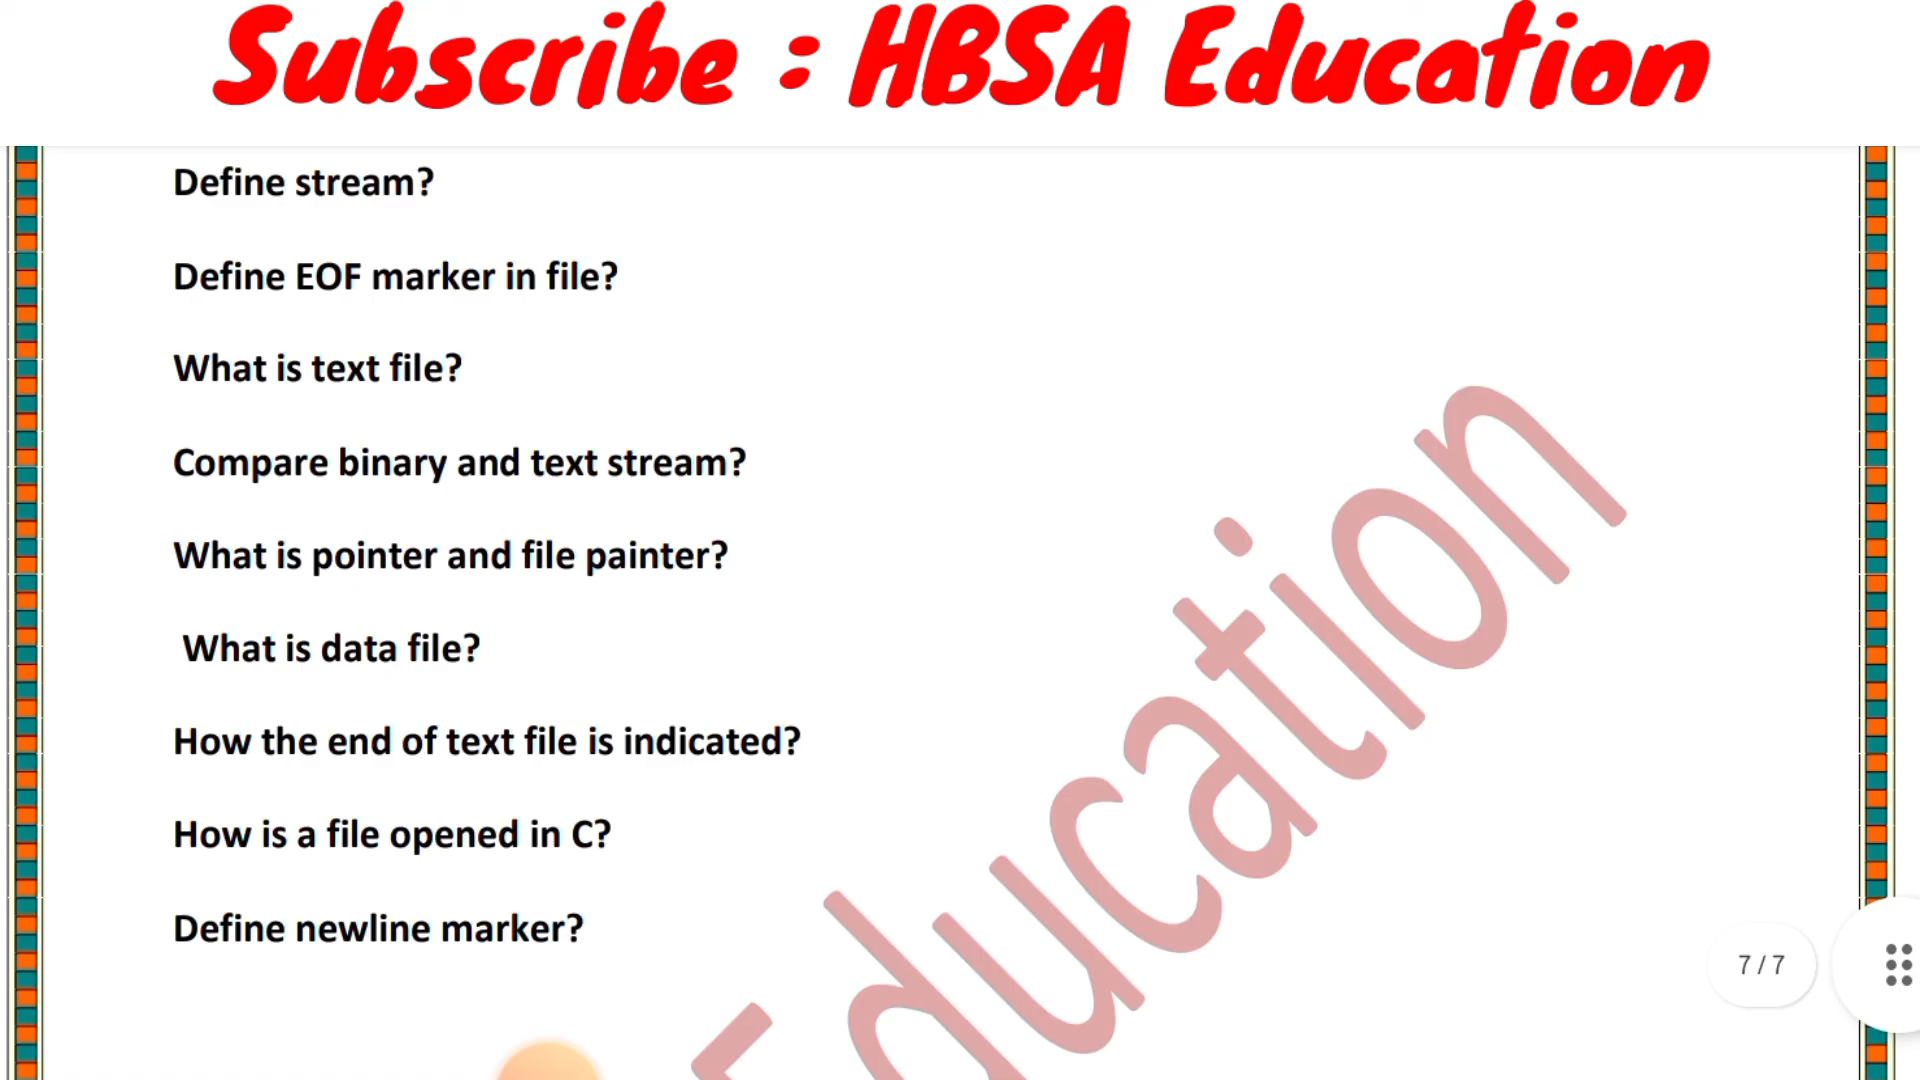 Subscribe : HBSA Education
Define stream?
Define EOF marker in file?
What is text file?
Compare binary and text stream?
What is pointer and file painter?
What is data file?
How the end of text file is indicated?
How is a file opened in C?
Define newline marker?
Education
7 / 7